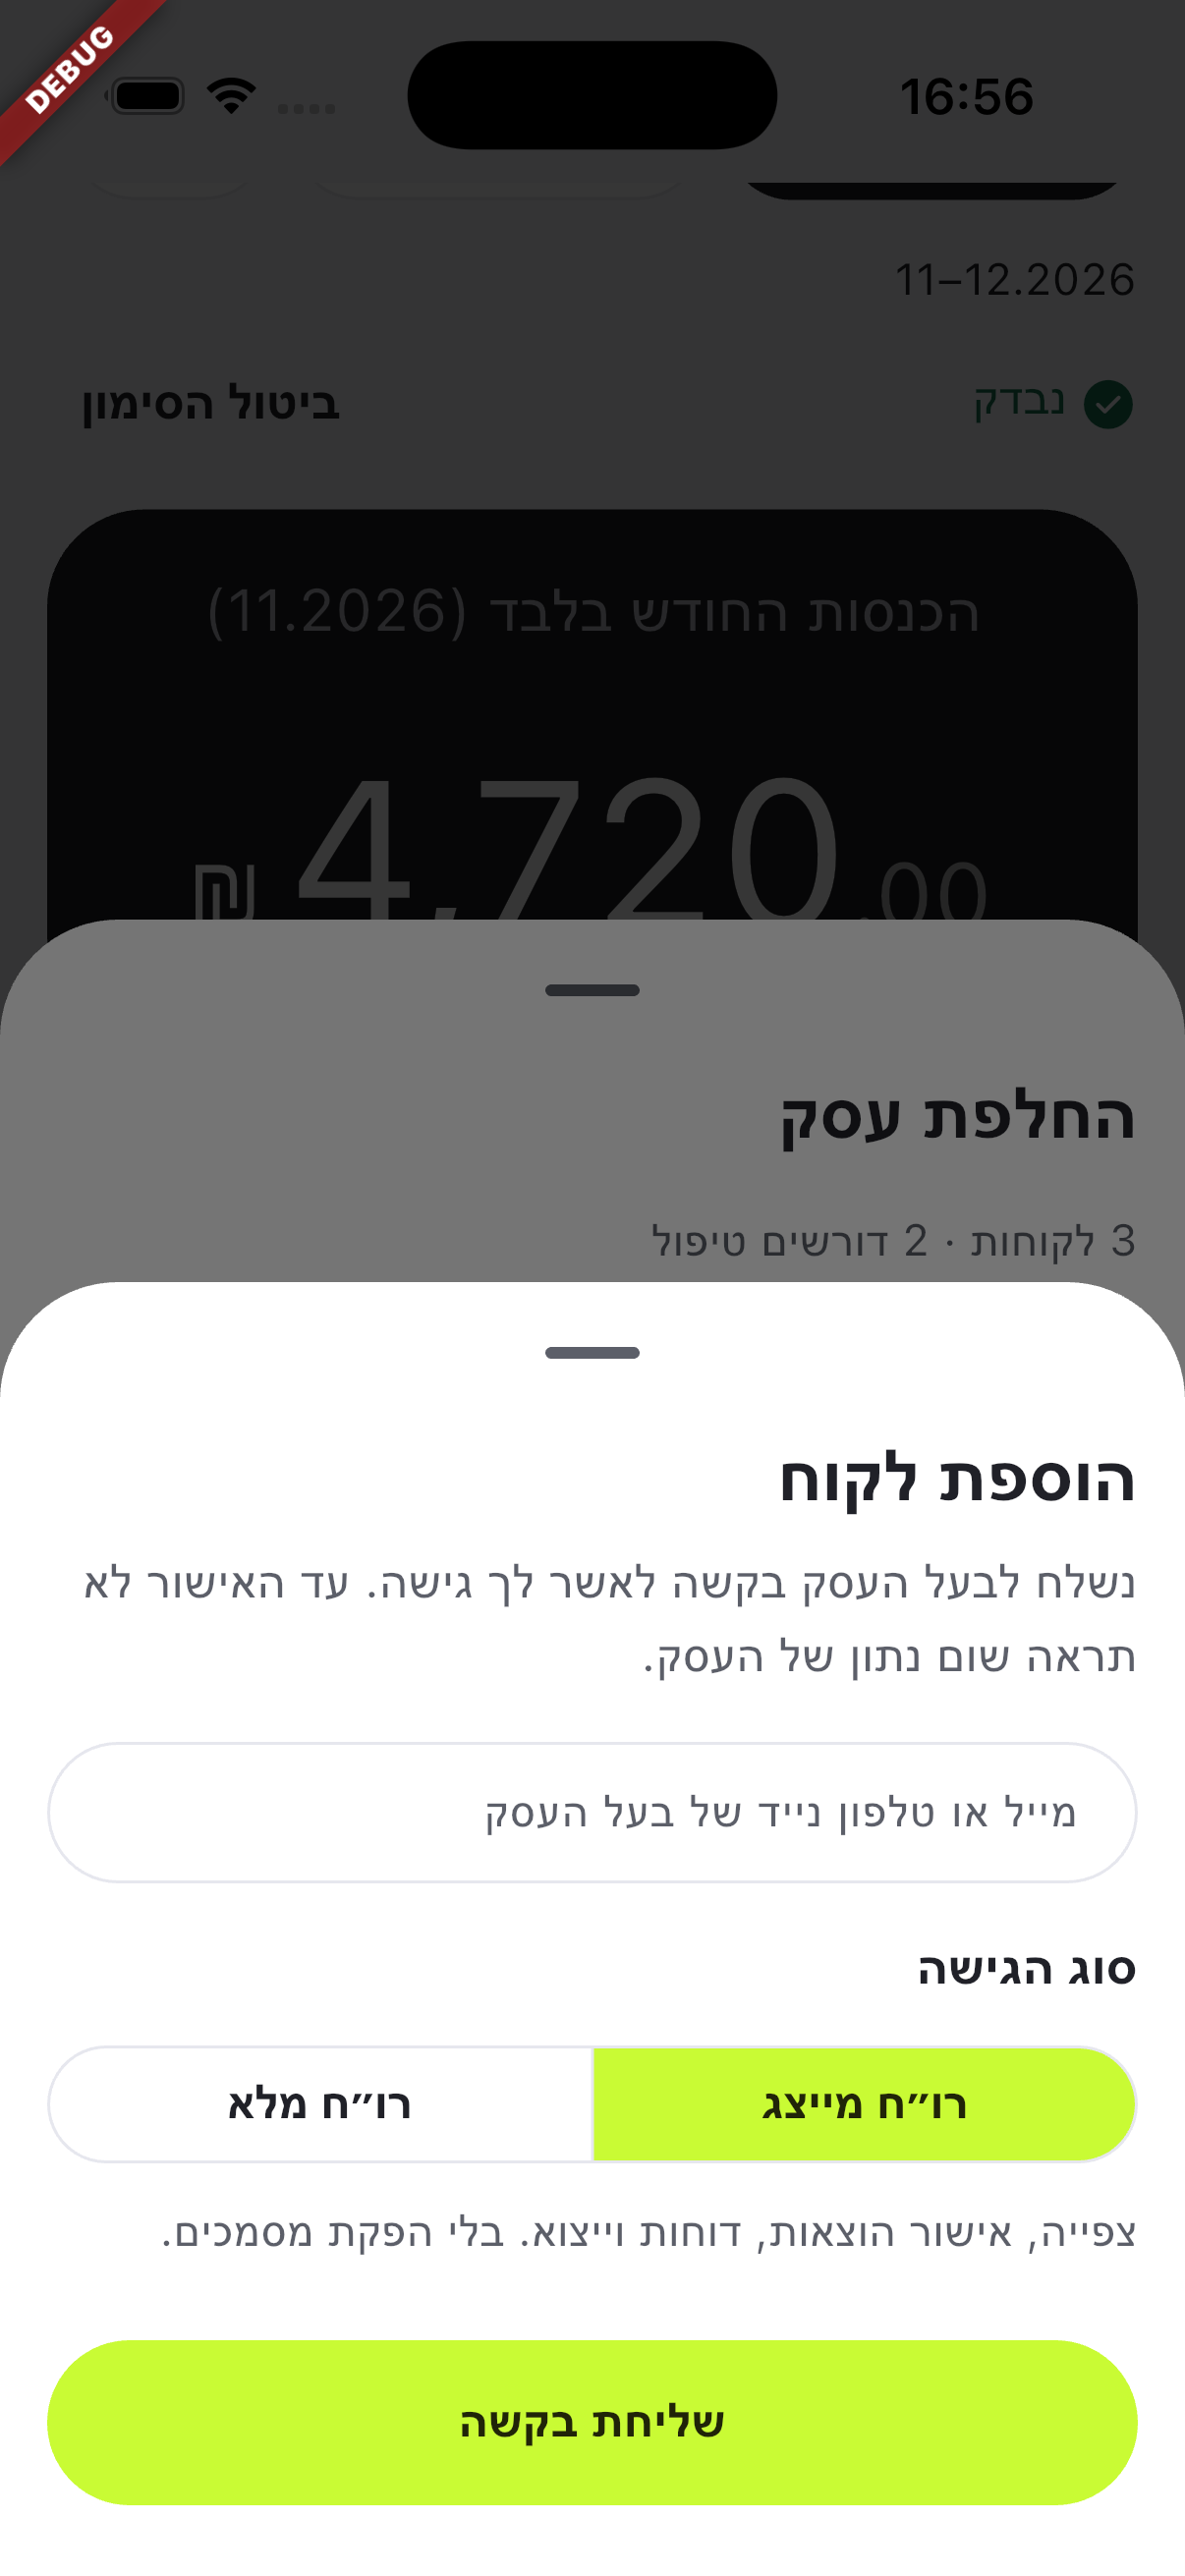 DEBUG
16:56
11–12.2026
נבדק
ביטול הסימון
הכנסות החודש בלבד (11.2026)
₪ 4,720.00
החלפת עסק
3 לקוחות · 2 דורשים טיפול
הוספת לקוח
נשלח לבעל העסק בקשה לאשר לך גישה. עד האישור לא
תראה שום נתון של העסק.
מייל או טלפון נייד של בעל העסק
סוג הגישה
רו״ח מייצג
רו״ח מלא
צפייה, אישור הוצאות, דוחות וייצוא. בלי הפקת מסמכים.
שליחת בקשה